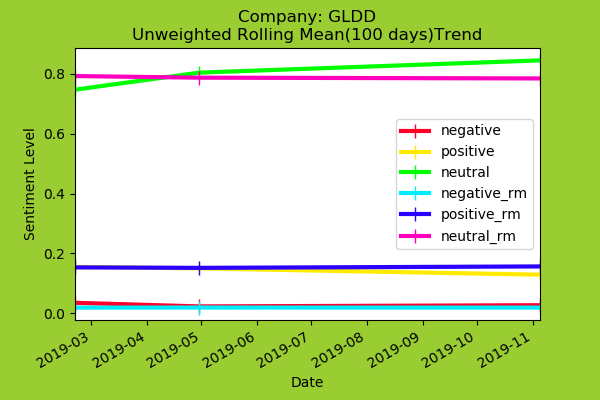 Company: GLDD
Unweighted Rolling Mean(100 days)Trend
Sentiment Level
0.8
0.6
0.4
0.2
0.0
negative
positive
neutral
negative_rm
positive_rm
neutral_rm
2019-03
2019-04
2019-05
2019-06
2019-07
2019-08
2019-09
2019-10
2019-11
Date